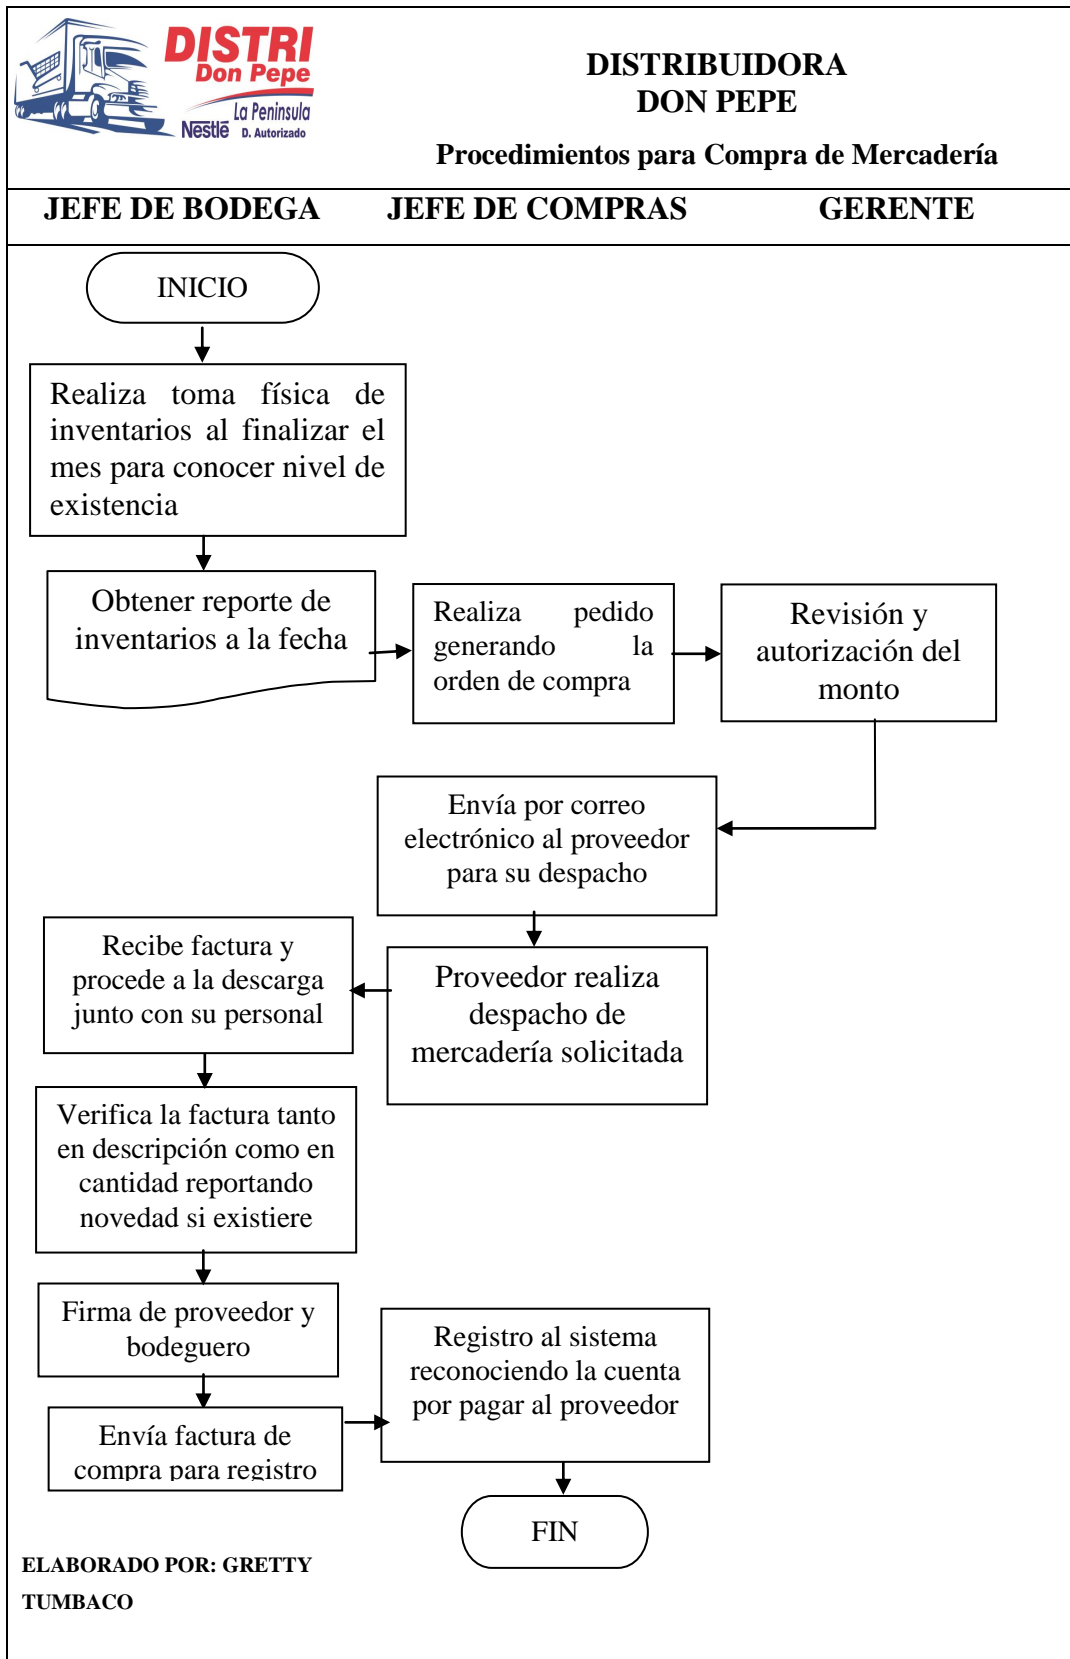 DISTRI
Don Pepe
La Peninsula
Nestlé D. Autorizado
DISTRIBUIDORA
DON PEPE
Procedimientos para Compra de Mercadería
JEFE DE BODEGA JEFE DE COMPRAS GERENTE
INICIO
Realiza toma física de
inventarios al finalizar el
mes para conocer nivel de
existencia
Obtener reporte de
inventarios a la fecha
Realiza pedido
generando la
orden de compra
Revisión y
autorización del
monto
Envía por correo
electrónico al proveedor
para su despacho
Proveedor realiza
despacho de
mercadería solicitada
Recibe factura y
procede a la descarga
junto con su personal
Verifica la factura tanto
en descripción como en
cantidad reportando
novedad si existiere
Firma de proveedor y
bodeguero
Envía factura de
compra para registro
Registro al sistema
reconociendo la cuenta
por pagar al proveedor
FIN
ELABORADO POR: GRETTY
TUMBACO